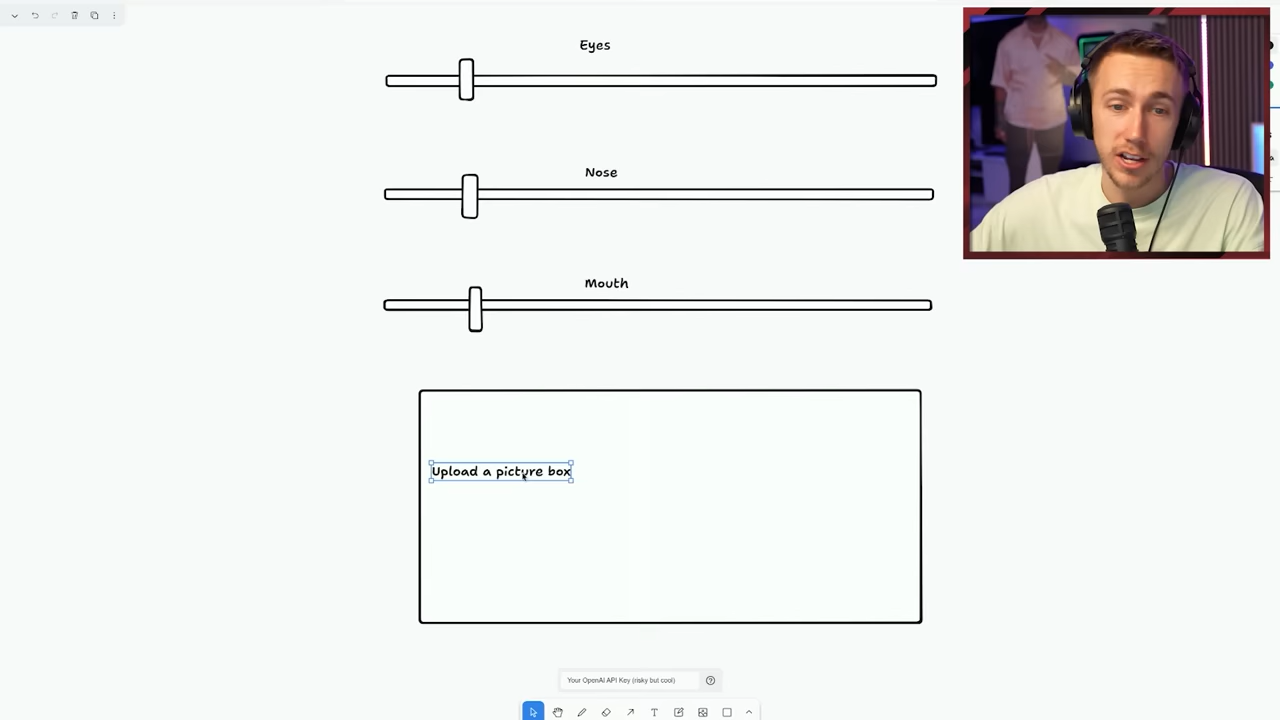 Eyes
Nose
Mouth
Upload a picture box
Your OpenAI API Key (risky but cool)